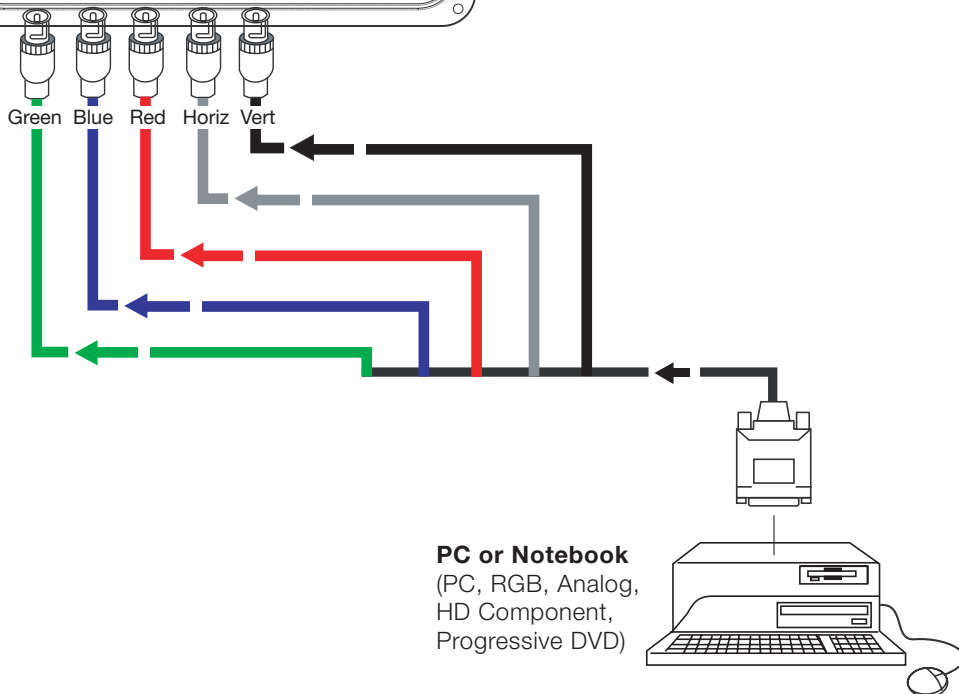 Green Blue Red Horiz Vert
PC or Notebook
(PC, RGB, Analog,
HD Component,
Progressive DVD)